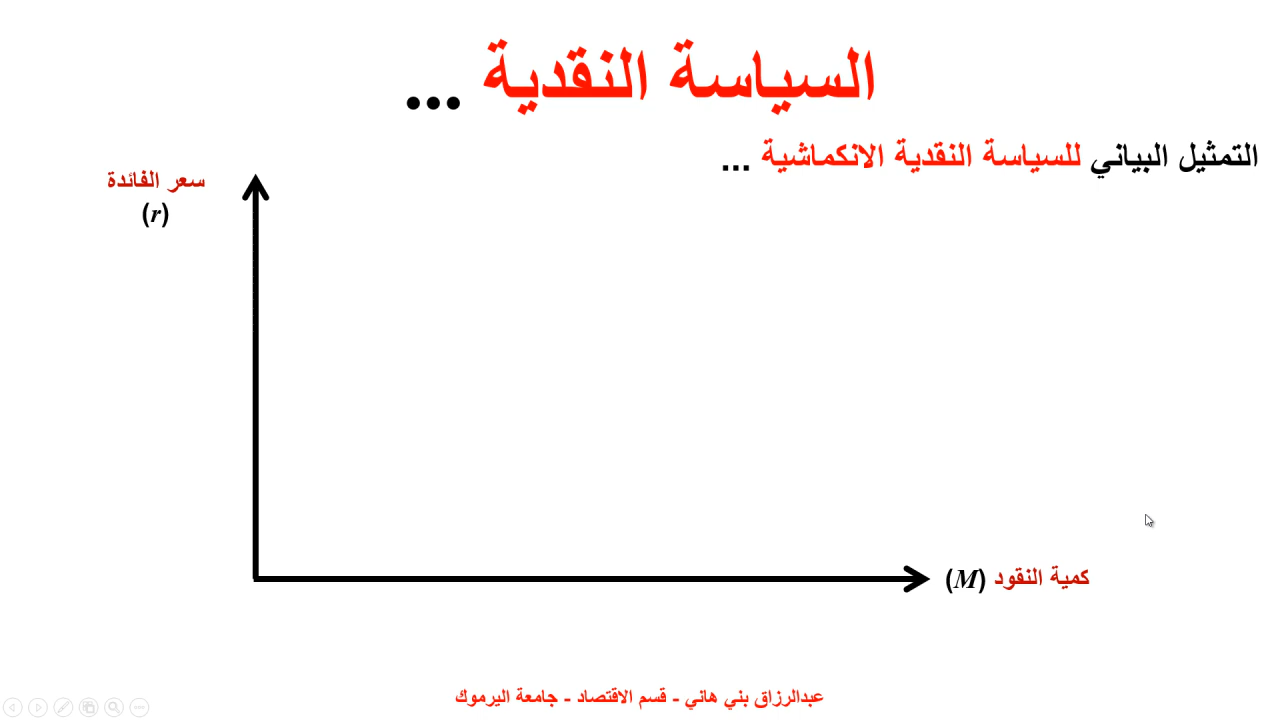 السياسة النقدية ...
التمثيل البياني للسياسة النقدية الانكماشية ...
سعر الفائدة
(r)
كمية النقود (M)
عبدالرزاق بني هاني - قسم الاقتصاد - جامعة اليرموك